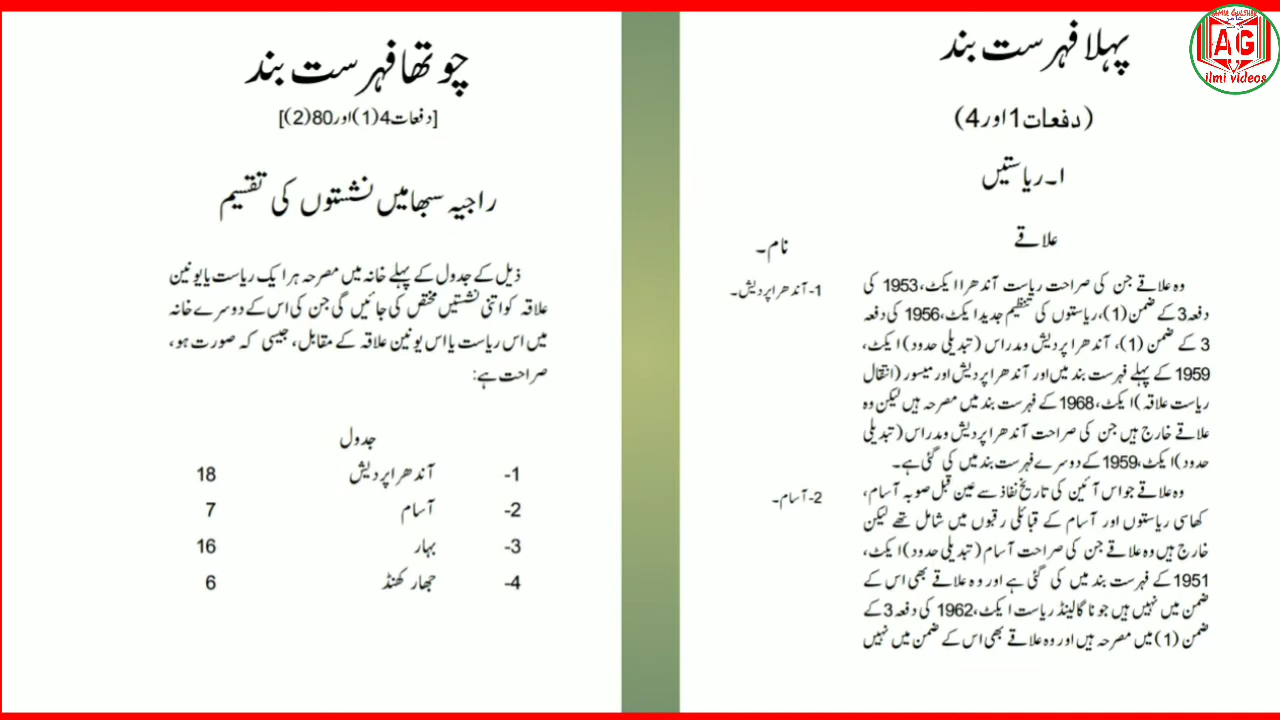 پہلا فہرست بند
(دفعات 1 اور 4)
ا۔ ریاستیں
نام۔
علاقے
1-آندھرا پردیش۔
وہ علاقے جن کی صراحت ریاست آندھرا ایکٹ، 1953 کی
دفعہ 3 کے ضمن (1)، ریاستوں کی تنظیم جدید ایکٹ، 1956 کی دفعہ
3 کے ضمن (1)، آندھرا پردیش و مدراس (تبدیلی حدود) ایکٹ،
1959 کے پہلے فہرست بند میں اور آندھرا پردیش اور میسور (انتقال
ریاست علاقہ) ایکٹ، 1968 کے فہرست بند میں مصرحہ ہیں لیکن وہ
علاقے خارج ہیں جن کی صراحت آندھرا پردیش و مدراس (تبدیلی
حدود) ایکٹ، 1959 کے دوسرے فہرست بند میں کی گئی ہے۔
2-آسام۔
وہ علاقے جو اس آئین کی تاریخ نفاذ سے عین قبل صوبہ آسام،
کھاسی ریاستوں اور آسام کے قبائلی رقبوں میں شامل تھے لیکن
خارج ہیں وہ علاقے جن کی صراحت آسام (تبدیلی حدود) ایکٹ،
1951 کے فہرست بند میں کی گئی ہے اور وہ علاقے بھی اس کے
ضمن میں نہیں ہیں جو ناگالینڈ ریاست ایکٹ، 1962 کی دفعہ 3 کے
ضمن (1) میں مصرحہ ہیں اور وہ علاقے بھی اس کے ضمن میں نہیں
چوتھا فہرست بند
[دفعات 4(1) اور 80(2)]
راجیہ سبھا میں نشستوں کی تقسیم
ذیل کے جدول کے پہلے خانہ میں مصرحہ ہر ایک ریاست یا یونین
علاقہ کو اتنی نشستیں مختص کی جائیں گی جن کی اس کے دوسرے خانہ
میں اس ریاست یا اس یونین علاقہ کے مقابل، جیسی کہ صورت ہو،
صراحت ہے:
جدول
1- آندھرا پردیش 18
2- آسام 7
3- بہار 16
4- جھارکھنڈ 6
AAMIR GULSHER
AG
ilmi videos